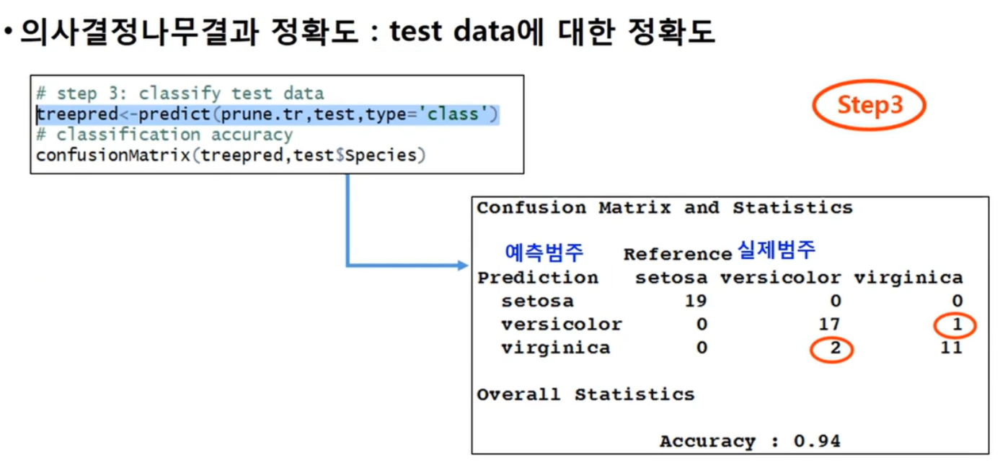 • 의사결정나무결과 정확도 : test data에 대한 정확도
# step 3: classify test data
treepred<-predict(prune.tr,test,type='class')
# classification accuracy
confusionMatrix(treepred,test$Species)
Step3
Confusion Matrix and Statistics
예측범주 Reference 실제범주
Prediction setosa versicolor virginica
setosa 19 0 0
versicolor 0 17 1
virginica 0 2 11
Overall Statistics
Accuracy : 0.94